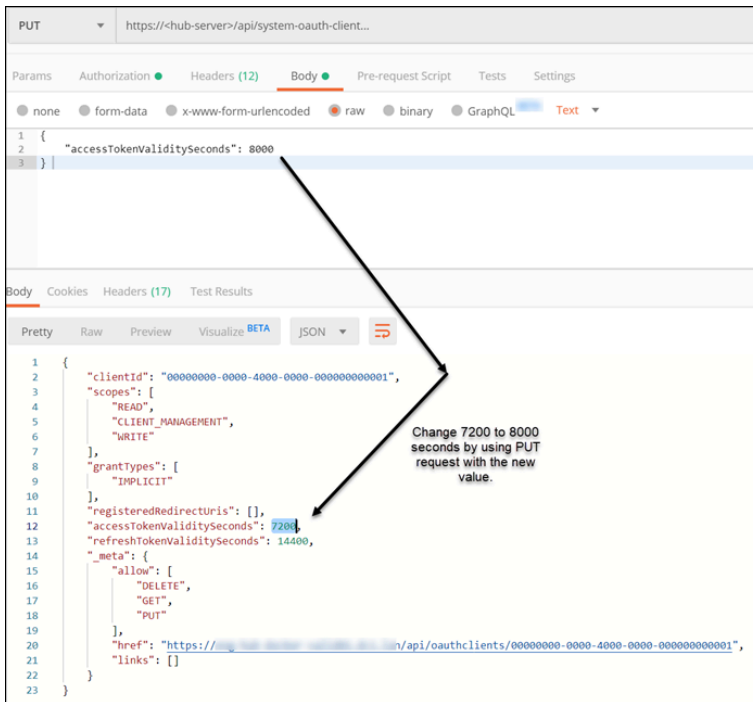 PUT https://<hub-server>/api/system-oauth-client...
Params Authorization Headers (12) Body Pre-request Script Tests Settings
none form-data x-www-form-urlencoded raw binary GraphQL Text
1 {
2 "accessTokenValiditySeconds": 8000
3 }
Body Cookies Headers (17) Test Results
Pretty Raw Preview Visualize BETA JSON
1 {
2 "clientId": "00000000-0000-4000-0000-000000000001",
3 "scopes": [
4 "READ",
5 "CLIENT_MANAGEMENT",
6 "WRITE"
7 ],
8 "grantTypes": [
9 "IMPLICIT"
10 ],
11 "registeredRedirectUris": [],
12 "accessTokenValiditySeconds": 7200,
13 "refreshTokenValiditySeconds": 14400,
14 "_meta": {
15 "allow": [
16 "DELETE",
17 "GET",
18 "PUT"
19 ],
20 "href": "https:// n/api/oauthclients/00000000-0000-4000-0000-000000000001",
21 "links": []
22 }
23 }
Change 7200 to 8000
seconds by using PUT
request with the new
value.